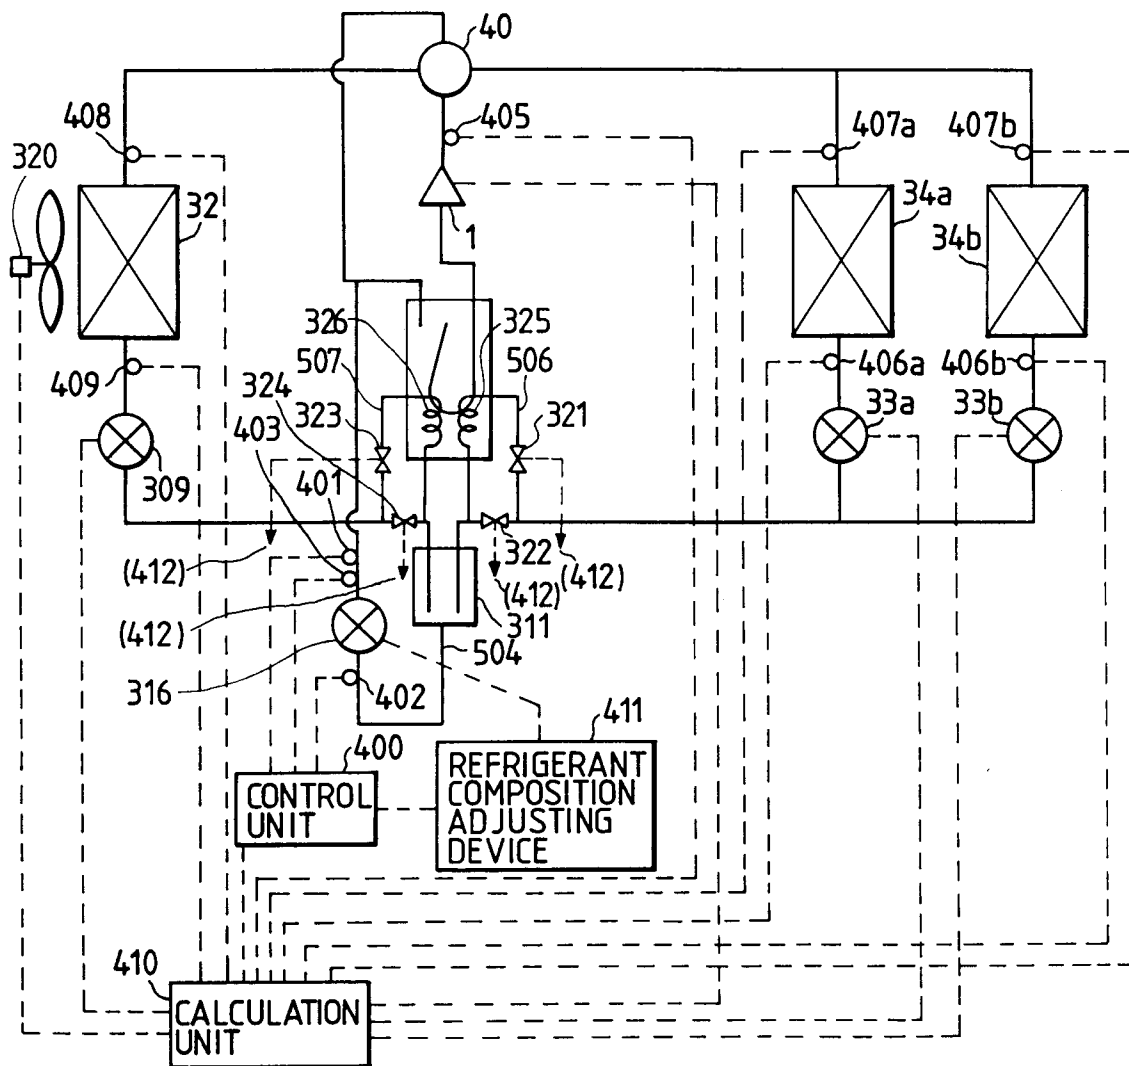 40
408
405
407a
407b
320
32
34a
34b
1
326
325
507
506
324
409
323
321
406a
406b
403
33a
33b
309
401
322
(412)
(412)
(412)
(412)
311
504
316
402
411
400
REFRIGERANT
COMPOSITION
ADJUSTING
DEVICE
CONTROL
UNIT
410
CALCULATION
UNIT